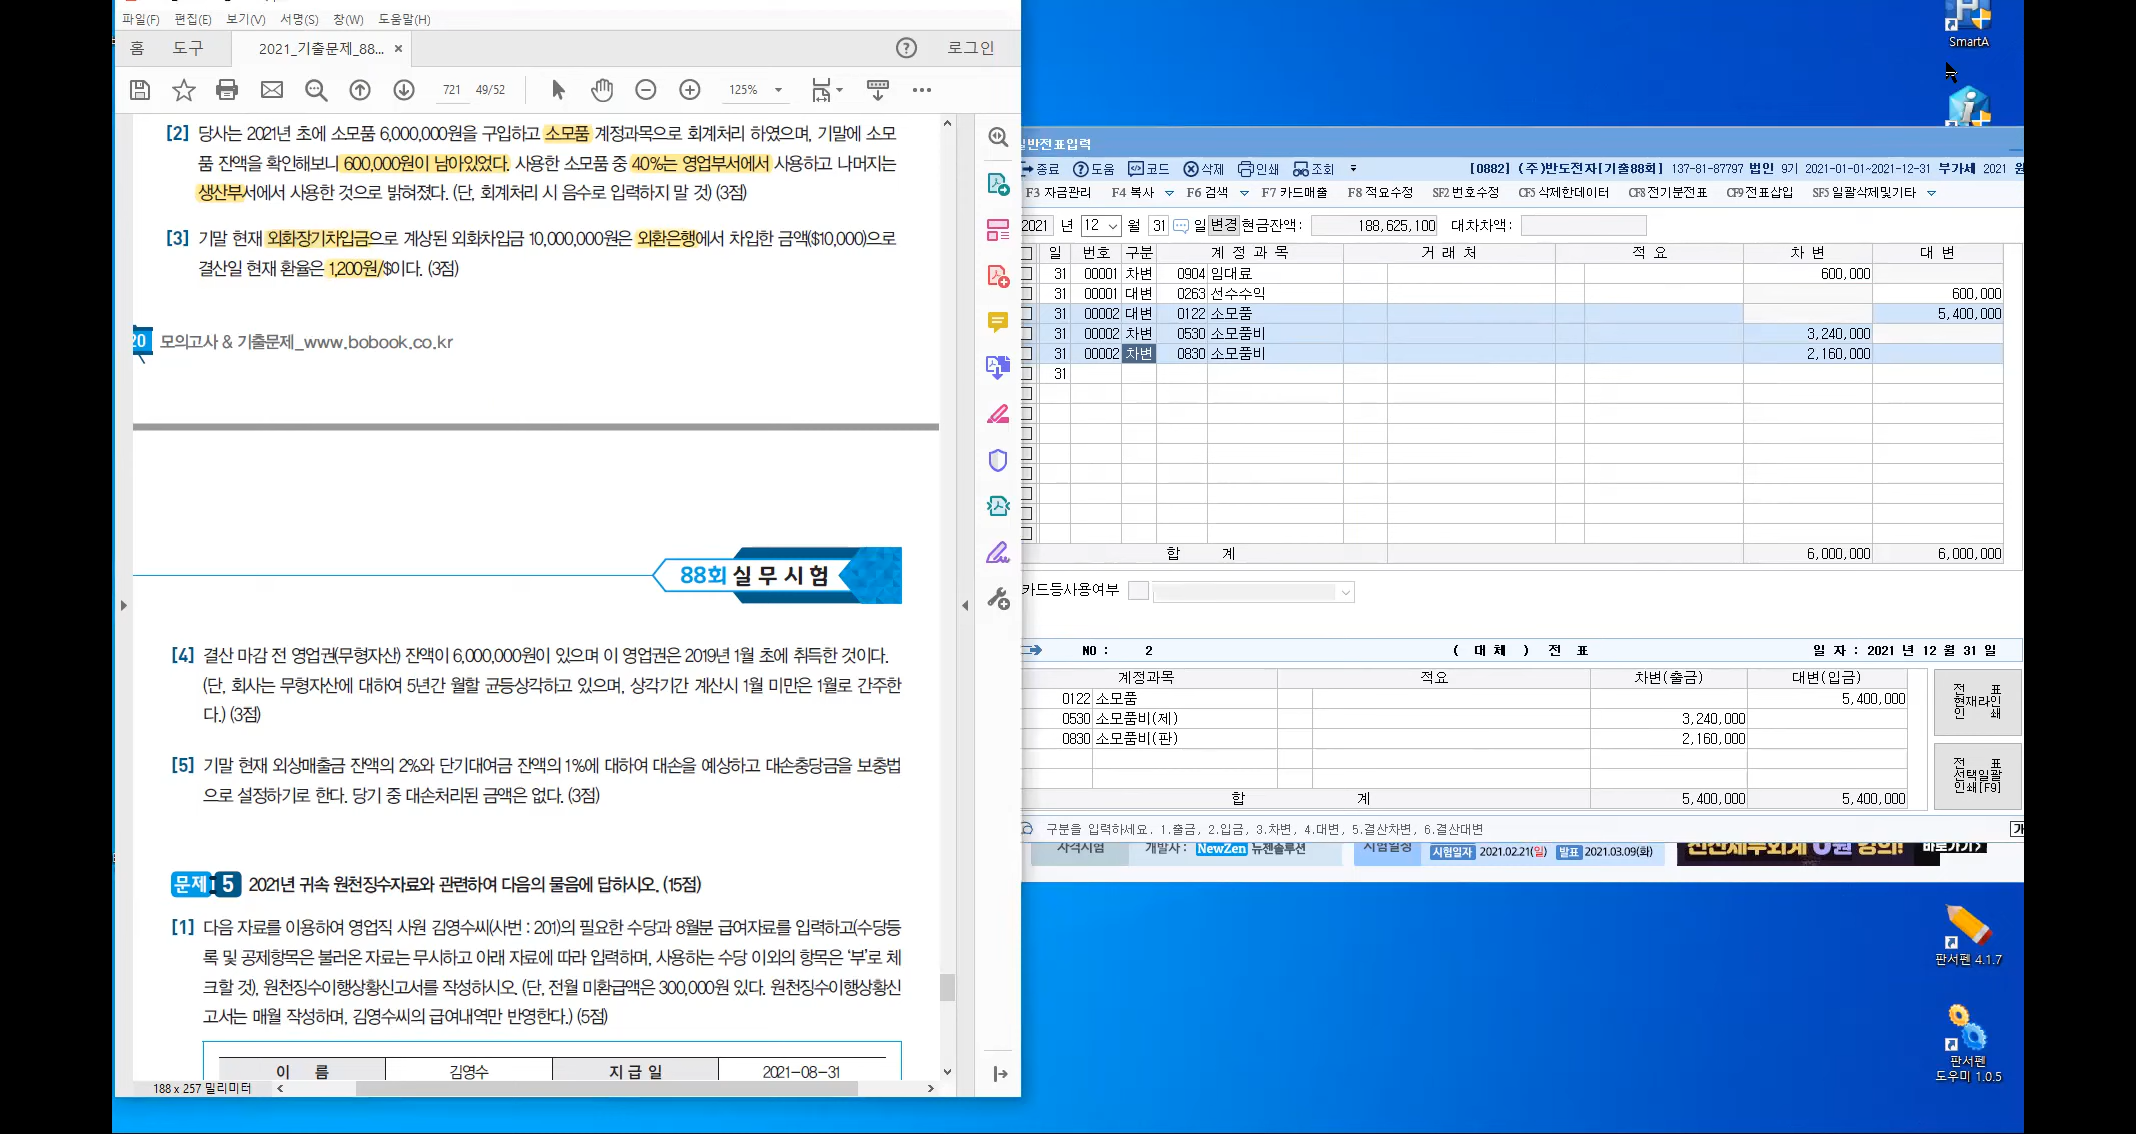 파일(F) 편집(E) 보기(V) 서명(S) 창(W) 도움말(H)
홈 도구 2021_기출문제_88... × 로그인
721 49/52 125%
[2] 당사는 2021년 초에 소모품 6,000,000원을 구입하고 소모품 계정과목으로 회계처리 하였으며, 기말에 소모
품 잔액을 확인해보니 600,000원이 남아있었다. 사용한 소모품 중 40%는 영업부서에서 사용하고 나머지는
생산부서에서 사용한 것으로 밝혀졌다. (단, 회계처리 시 음수로 입력하지 말 것) (3점)
[3] 기말 현재 외화장기차입금으로 계상된 외화차입금 10,000,000원은 외환은행에서 차입한 금액($10,000)으로
결산일 현재 환율은 1,200원/$이다. (3점)
20 모의고사 & 기출문제_www.bobook.co.kr
88회 실무시험
[4] 결산 마감 전 영업권(무형자산) 잔액이 6,000,000원이 있으며 이 영업권은 2019년 1월 초에 취득한 것이다.
(단, 회사는 무형자산에 대하여 5년간 월할 균등상각하고 있으며, 상각기간 계산시 1월 미만은 1월로 간주한
다.) (3점)
[5] 기말 현재 외상매출금 잔액의 2%와 단기대여금 잔액의 1%에 대하여 대손을 예상하고 대손충당금을 보충법
으로 설정하기로 한다. 당기 중 대손처리된 금액은 없다. (3점)
문제 5 2021년 귀속 원천징수자료와 관련하여 다음의 물음에 답하시오. (15점)
[1] 다음 자료를 이용하여 영업직 사원 김영수씨(사번 : 201)의 필요한 수당과 8월분 급여자료를 입력하고(수당등
록 및 공제항목은 불러온 자료는 무시하고 아래 자료에 따라 입력하며, 사용하는 수당 이외의 항목은 ‘부’로 체
크할 것), 원천징수이행상황신고서를 작성하시오. (단, 전월 미환급액은 300,000원 있다. 원천징수이행상황신
고서는 매월 작성하며, 김영수씨의 급여내역만 반영한다.) (5점)
이 름 김영수 지 급 일 2021-08-31
188 x 257 밀리미터
SmartA
일반전표입력
종료 도움 코드 삭제 인쇄 조회 [0882] (주)반도전자[기출88회] 137-81-87797 법인 9기 2021-01-01~2021-12-31 부가세 2021 원
F3 자금관리 F4 복사 F6 검색 F7 카드매출 F8 적요수정 SF2 번호수정 CF5 삭제한데이터 CF8 전기분전표 CF9 전표삽입 SF5 일괄삭제및기타
2021 년 12 월 31 일 변경 현금잔액: 188,625,100 대차차액:
일 번호 구분 계 정 과 목 거 래 처 적 요 차 변 대 변
31 00001 차변 0904 임대료 600,000
31 00001 대변 0263 선수수익 600,000
31 00002 대변 0122 소모품 5,400,000
31 00002 차변 0530 소모품비 3,240,000
31 00002 차변 0830 소모품비 2,160,000
31
합 계 6,000,000 6,000,000
카드등사용여부
NO : 2 ( 대 체 ) 전 표 일 자 : 2021 년 12 월 31 일
계정과목 적요 차변(출금) 대변(입금)
0122 소모품 5,400,000
0530 소모품비(제) 3,240,000
0830 소모품비(판) 2,160,000
합 계 5,400,000 5,400,000
전 표
현재라인
인 쇄
전 표
선택일괄
인쇄[F9]
구분을 입력하세요. 1.출금, 2.입금, 3.차변, 4.대변, 5.결산차변, 6.결산대변
자격시험 개발사 : NewZen 뉴젠솔루션 시험일정 시험일자 2021.02.21(일) 발표 2021.03.09(화)
판서펜 4.1.7
판서펜
도우미 1.0.5